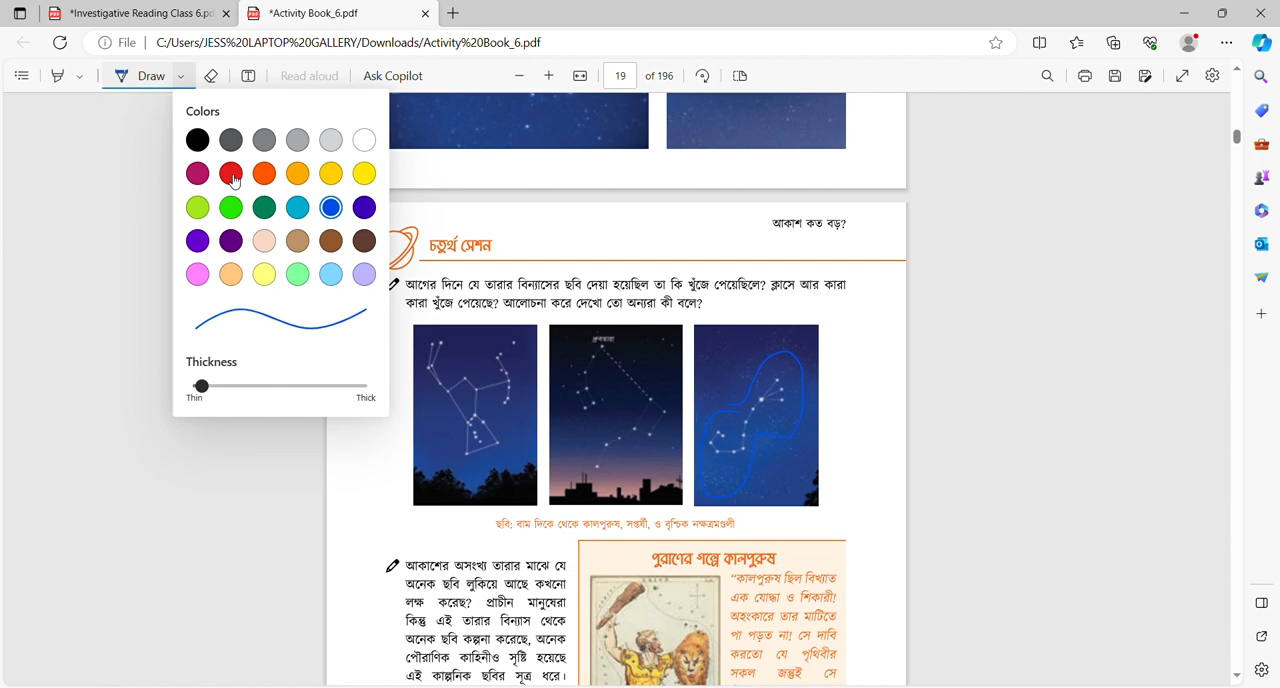 *Investigative Reading Class 6.pd
*Activity Book_6.pdf
File
C:/Users/JESS%20LAPTOP%20GALLERY/Downloads/Activity%20Book_6.pdf
Draw
Read aloud
Ask Copilot
19
of 196
Colors
Thickness
Thin
Thick
আকাশ কত বড়?
চতুর্থ সেশন
আগের দিনে যে তারার বিন্যাসের ছবি দেয়া হয়েছিল তা কি খুঁজে পেয়েছিলে? ক্লাসে আর কারা
কারা খুঁজে পেয়েছে? আলোচনা করে দেখো তো অন্যরা কী বলে?
ধ্রুবতারা
ছবি: বাম দিকে থেকে কালপুরুষ, সপ্তর্ষী, ও বৃশ্চিক নক্ষত্রমণ্ডলী
আকাশের অসংখ্য তারার মাঝে যে
অনেক ছবি লুকিয়ে আছে কখনো
লক্ষ করেছ? প্রাচীন মানুষেরা
কিন্তু এই তারার বিন্যাস থেকে
অনেক ছবি কল্পনা করেছে, অনেক
পৌরাণিক কাহিনীও সৃষ্টি হয়েছে
এই কাল্পনিক ছবির সূত্র ধরে।
পুরাণের গল্পে কালপুরুষ
“কালপুরুষ ছিল বিখ্যাত
এক যোদ্ধা ও শিকারী!
অহংকারে তার মাটিতে
পা পড়ত না! সে দাবি
করতো যে পৃথিবীর
সকল জন্তুই সে